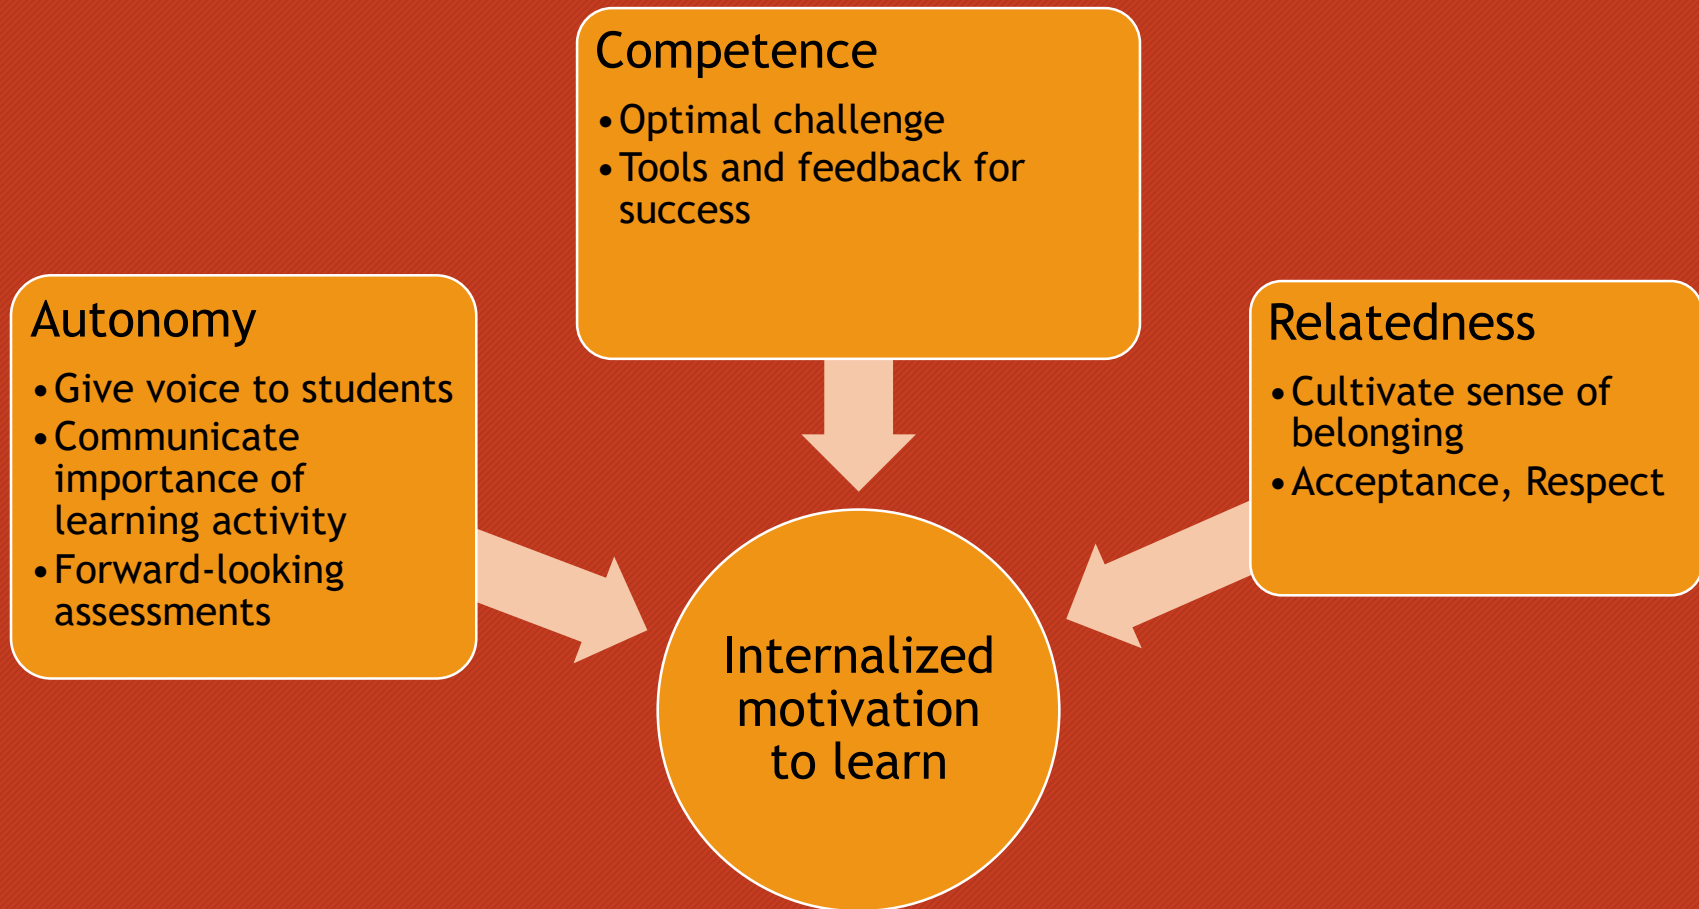 Competence
• Optimal challenge
• Tools and feedback for
success
Autonomy
• Give voice to students
• Communicate
importance of
learning activity
• Forward-looking
assessments
Relatedness
• Cultivate sense of
belonging
• Acceptance, Respect
Internalized
motivation
to learn